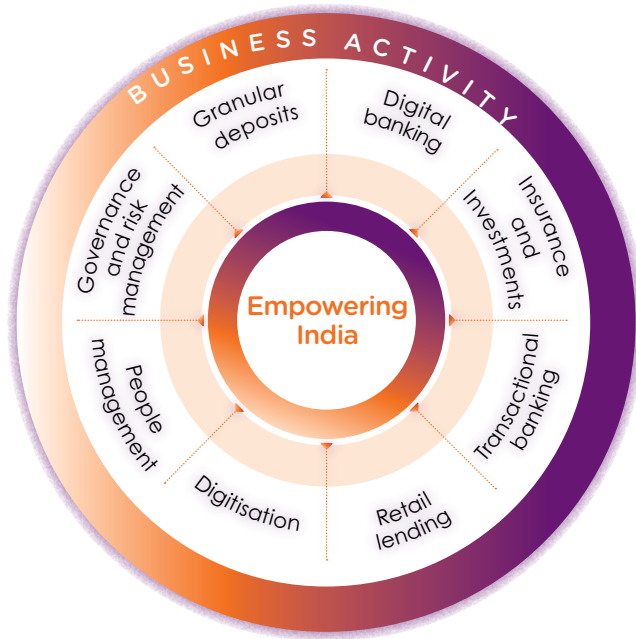 BUSINESS ACTIVITY
Granular
deposits
Digital
banking
Insurance
and
Investments
Transactional
banking
Retail
lending
Digitisation
People
management
Governance
and risk
management
Empowering
India